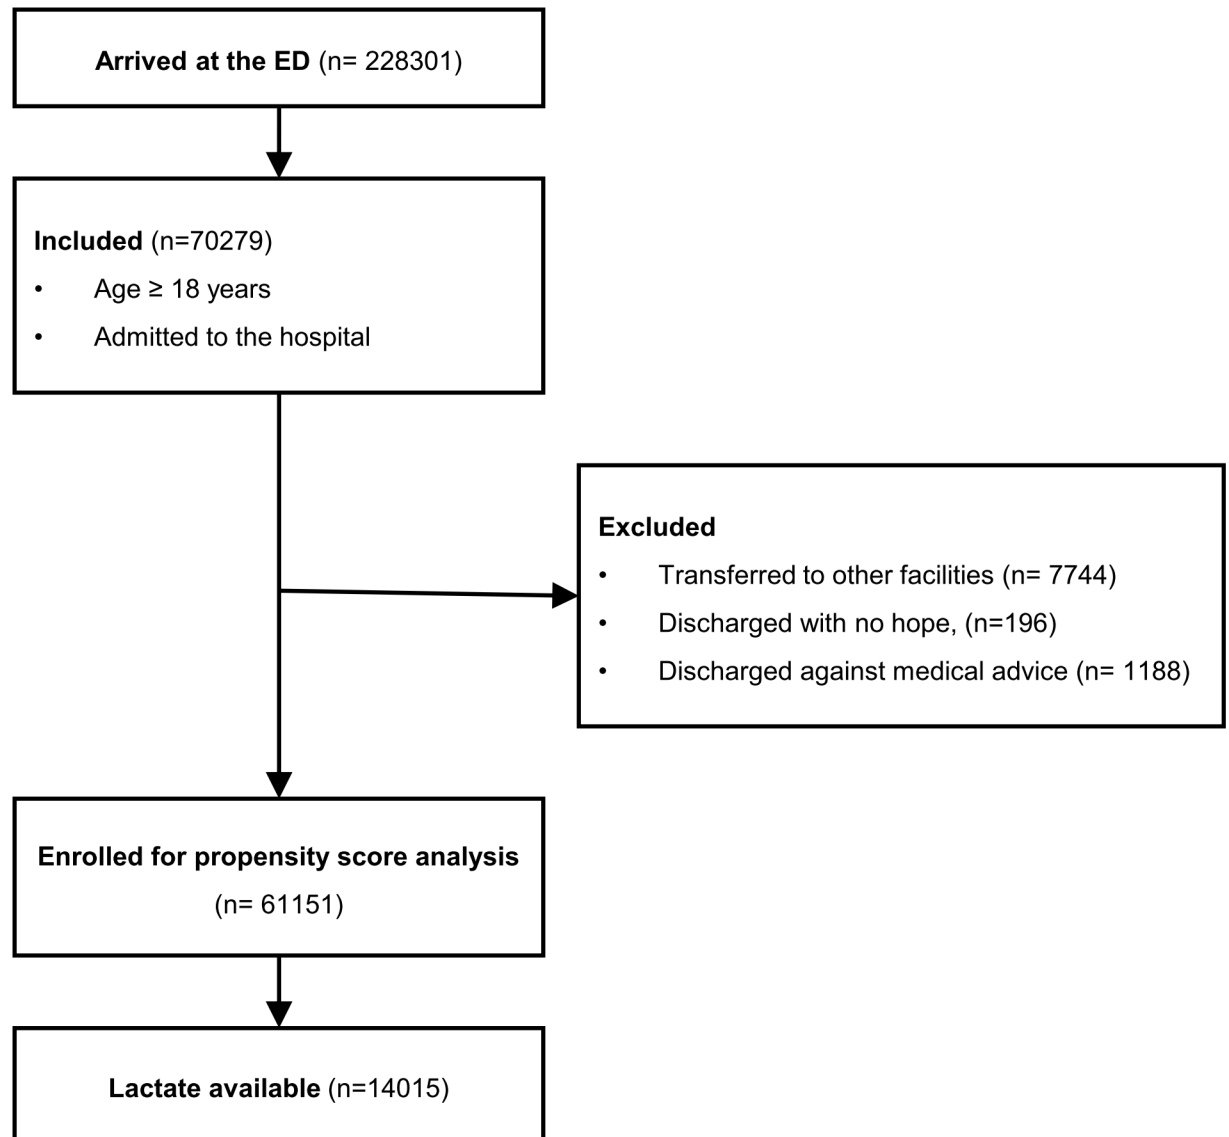 Arrived at the ED (n= 228301)
Included (n=70279)
• Age ≥ 18 years
• Admitted to the hospital
Excluded
• Transferred to other facilities (n= 7744)
• Discharged with no hope, (n=196)
• Discharged against medical advice (n= 1188)
Enrolled for propensity score analysis
(n= 61151)
Lactate available (n=14015)